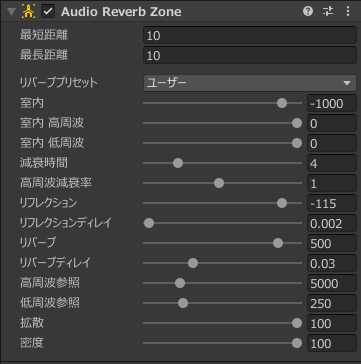 Audio Reverb Zone
最短距離 10
最長距離 10
リバーブプリセット ユーザー
室内 -1000
室内 高周波 0
室内 低周波 0
減衰時間 4
高周波減衰率 1
リフレクション -115
リフレクションディレイ 0.002
リバーブ 500
リバーブディレイ 0.03
高周波参照 5000
低周波参照 250
拡散 100
密度 100